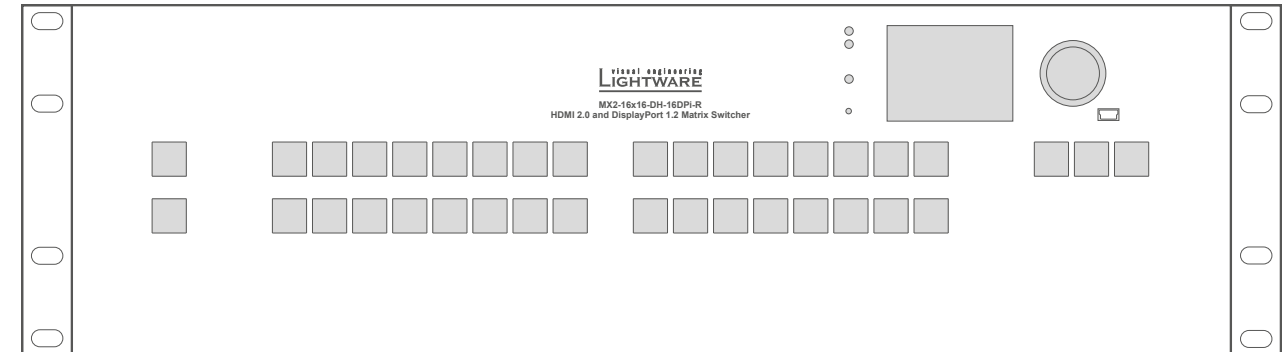 visual engineering
LIGHTWARE
MX2-16x16-DH-16DPi-R
HDMI 2.0 and DisplayPort 1.2 Matrix Switcher